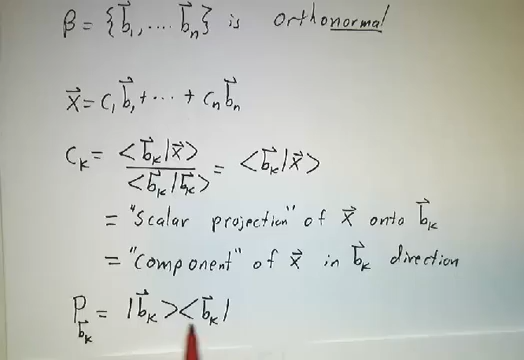 β = {b⃗₁, .... b⃗ₙ} is orthonormal
x⃗ = c₁b⃗₁ + ··· + cₙb⃗ₙ
cₖ = <b⃗ₖ|x⃗> / <b⃗ₖ|b⃗ₖ> = <b⃗ₖ|x⃗>
= "scalar projection" of x⃗ onto b⃗ₖ
= "component" of x⃗ in b⃗ₖ direction
P_b⃗ₖ = |b⃗ₖ><b⃗ₖ|